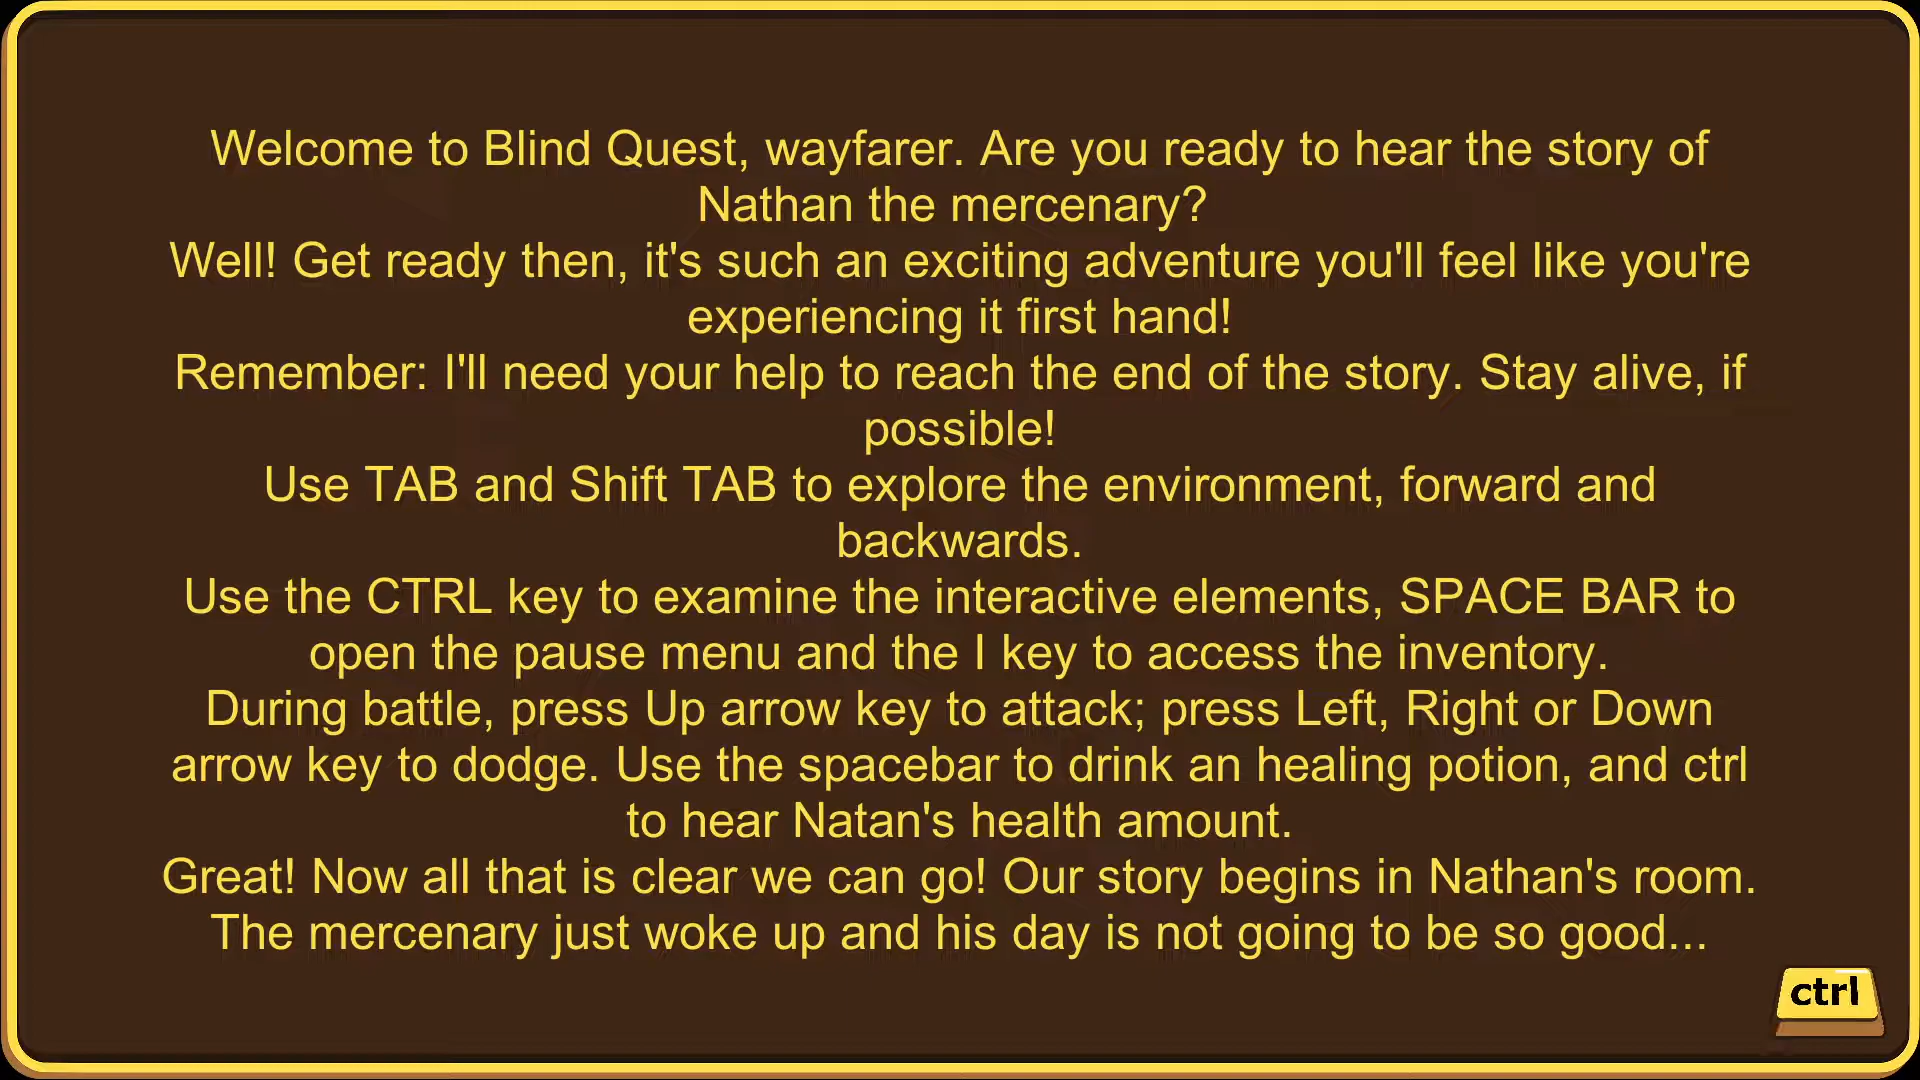 Welcome to Blind Quest, wayfarer. Are you ready to hear the story of
Nathan the mercenary?
Well! Get ready then, it's such an exciting adventure you'll feel like you're
experiencing it first hand!
Remember: I'll need your help to reach the end of the story. Stay alive, if
possible!
Use TAB and Shift TAB to explore the environment, forward and
backwards.
Use the CTRL key to examine the interactive elements, SPACE BAR to
open the pause menu and the I key to access the inventory.
During battle, press Up arrow key to attack; press Left, Right or Down
arrow key to dodge. Use the spacebar to drink an healing potion, and ctrl
to hear Natan's health amount.
Great! Now all that is clear we can go! Our story begins in Nathan's room.
The mercenary just woke up and his day is not going to be so good...
ctrl